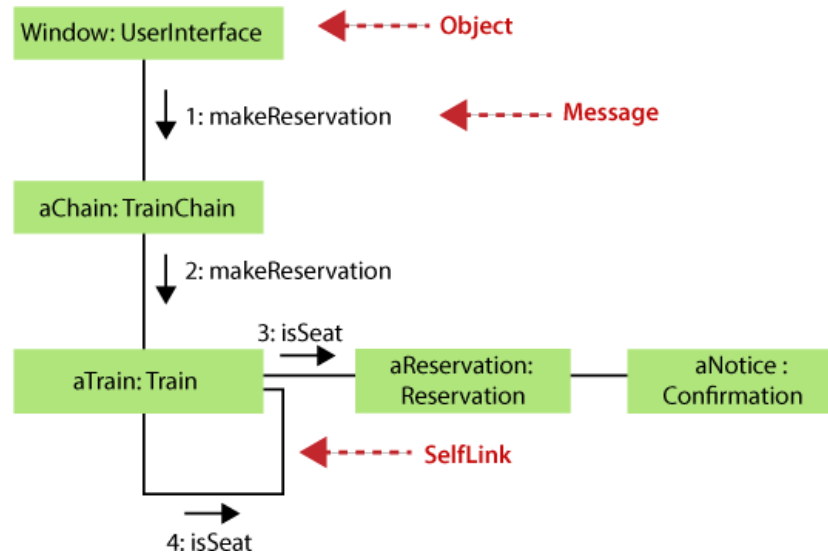 Window: UserInterface
Object
1: makeReservation
Message
aChain: TrainChain
2: makeReservation
3: isSeat
aTrain: Train
aReservation:
Reservation
aNotice :
Confirmation
SelfLink
4: isSeat